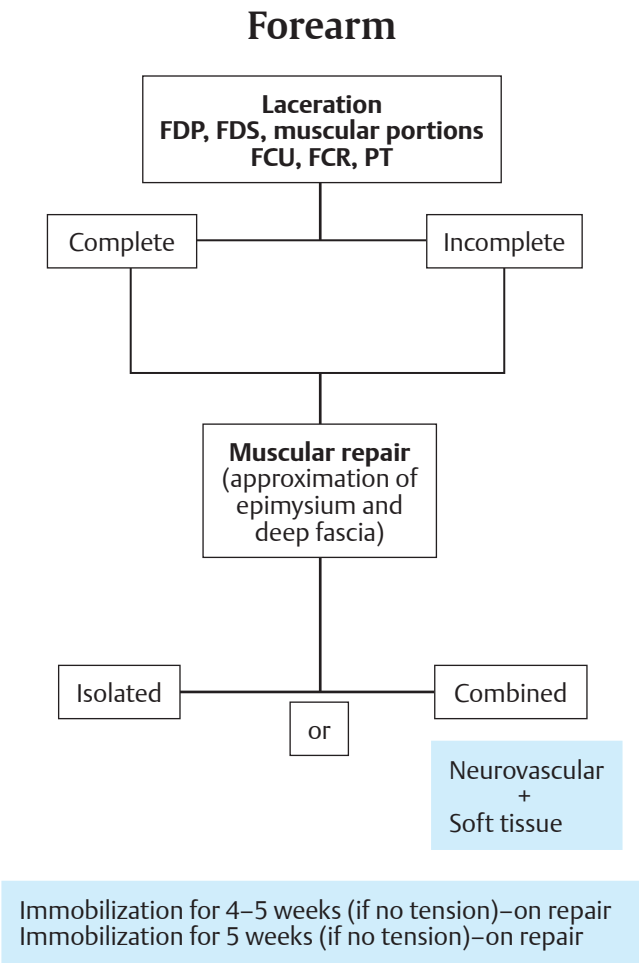 Forearm
Laceration
FDP, FDS, muscular portions
FCU, FCR, PT
Complete
Incomplete
Muscular repair
(approximation of
epimysium and
deep fascia)
Isolated
or
Combined
Neurovascular
+
Soft tissue
Immobilization for 4–5 weeks (if no tension)–on repair
Immobilization for 5 weeks (if no tension)–on repair